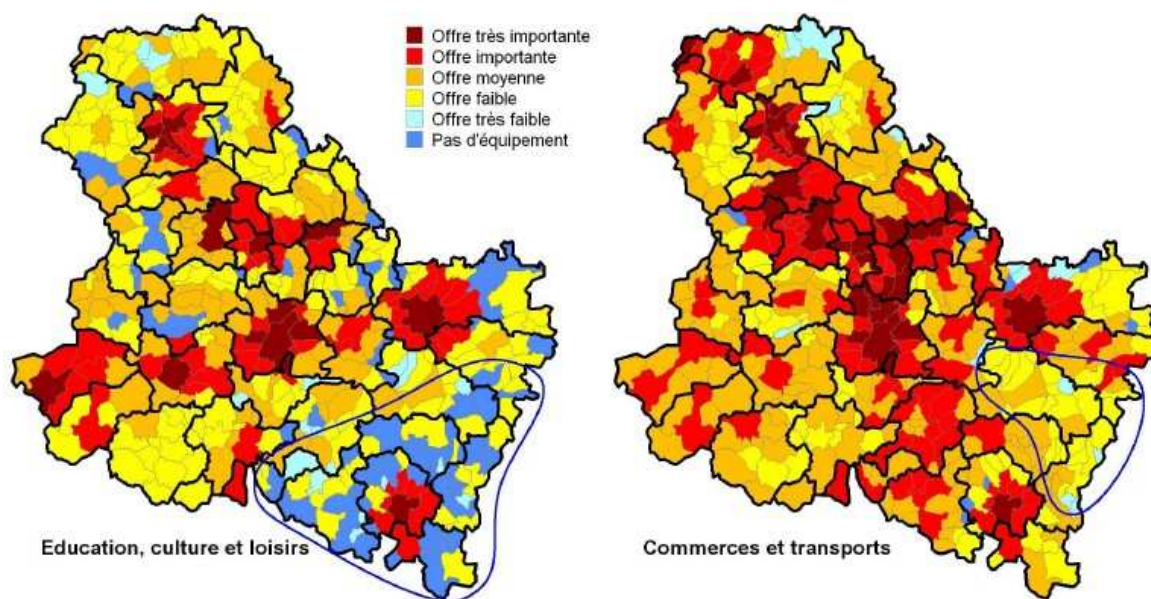 Offre très importante
Offre importante
Offre moyenne
Offre faible
Offre très faible
Pas d'équipement
Education, culture et loisirs
Commerces et transports